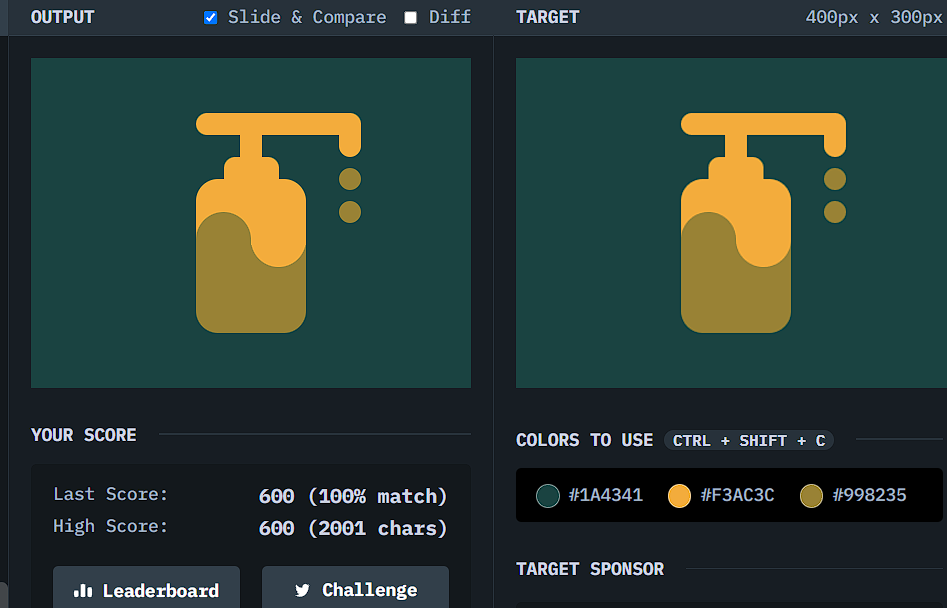 OUTPUT
Slide & Compare
Diff
TARGET
400px x 300px
YOUR SCORE
Last Score: 600 (100% match)
High Score: 600 (2001 chars)
Leaderboard
Challenge
COLORS TO USE CTRL + SHIFT + C
#1A4341 #F3AC3C #998235
TARGET SPONSOR